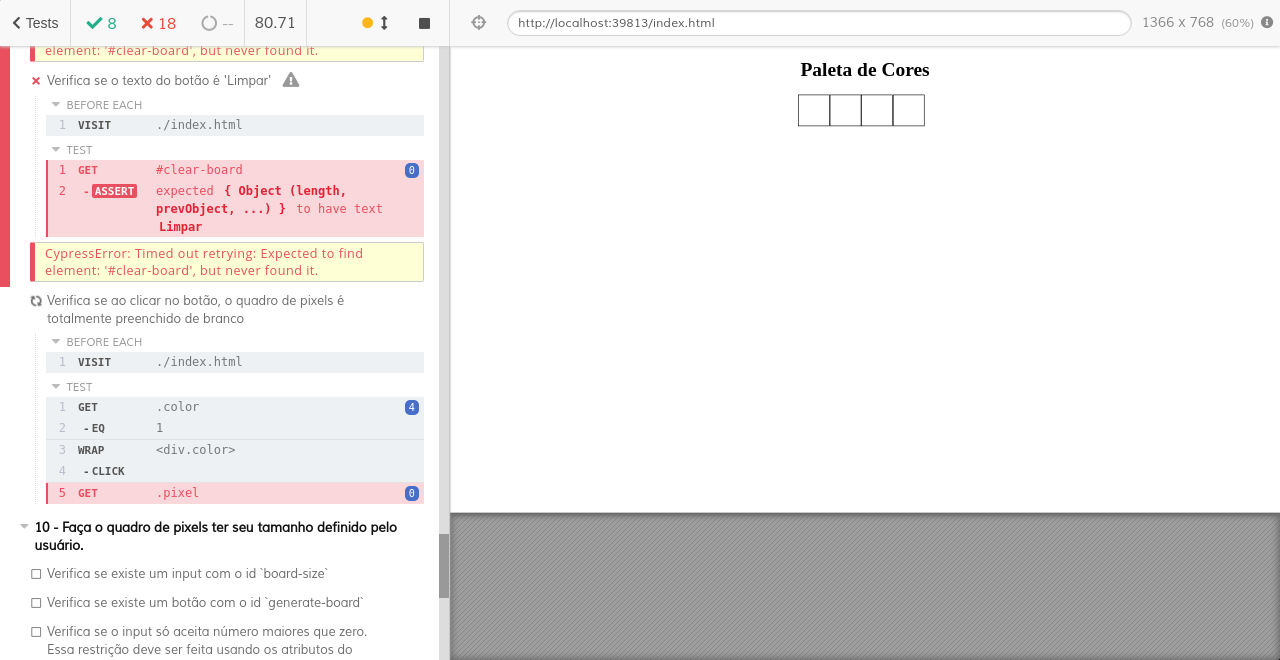 Tests 8 18 -- 80.71
http://localhost:39813/index.html 1366 x 768 (60%)
element: '#clear-board', but never found it.
Verifica se o texto do botão é 'Limpar'
BEFORE EACH
1 VISIT ./index.html
TEST
1 GET #clear-board 0
2 -ASSERT expected { Object (length,
prevObject, ...) } to have text
Limpar
CypressError: Timed out retrying: Expected to find
element: '#clear-board', but never found it.
Verifica se ao clicar no botão, o quadro de pixels é
totalmente preenchido de branco
BEFORE EACH
1 VISIT ./index.html
TEST
1 GET .color 4
2 -EQ 1
3 WRAP <div.color>
4 -CLICK
5 GET .pixel 0
10 - Faça o quadro de pixels ter seu tamanho definido pelo
usuário.
Verifica se existe um input com o id `board-size`
Verifica se existe um botão com o id `generate-board`
Verifica se o input só aceita número maiores que zero.
Essa restrição deve ser feita usando os atributos do
Paleta de Cores